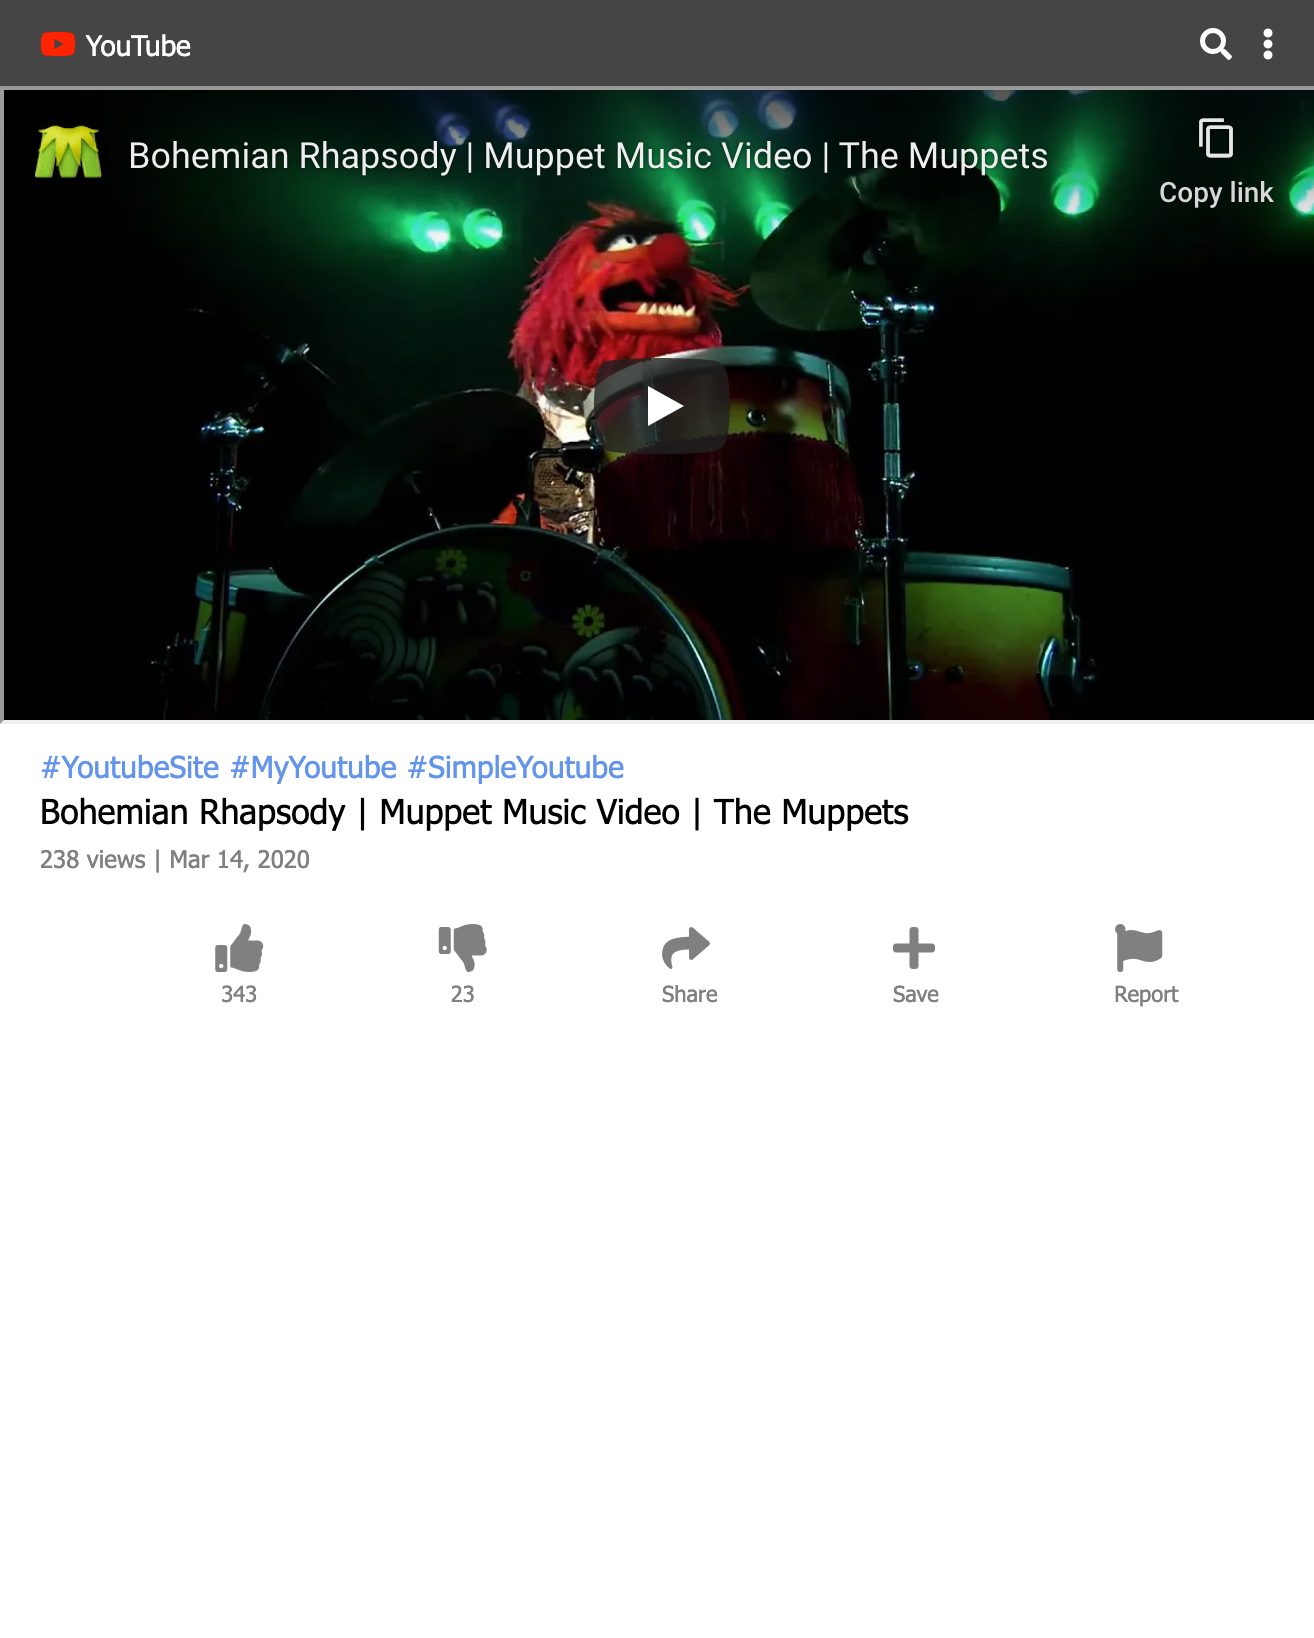 YouTube
Bohemian Rhapsody | Muppet Music Video | The Muppets
Copy link
#YoutubeSite #MyYoutube #SimpleYoutube
Bohemian Rhapsody | Muppet Music Video | The Muppets
238 views | Mar 14, 2020
343 23 Share Save Report